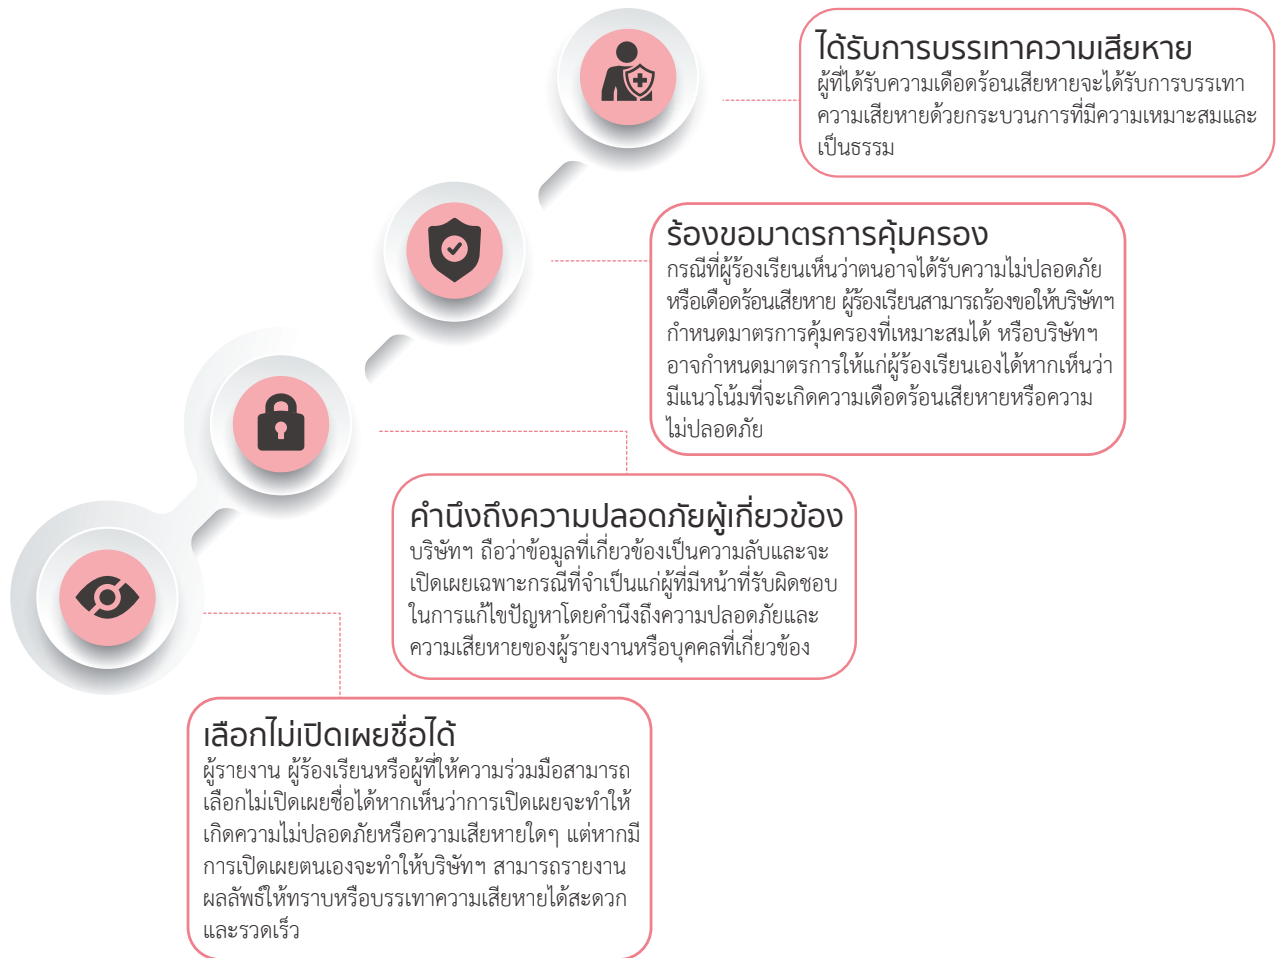 ได้รับการบรรเทาความเสียหาย
ผู้ที่ได้รับความเดือดร้อนเสียหายจะได้รับการบรรเทา
ความเสียหายด้วยกระบวนการที่มีความเหมาะสมและ
เป็นธรรม
ร้องขอมาตรการคุ้มครอง
กรณีที่ผู้ร้องเรียนเห็นว่าตนอาจได้รับความไม่ปลอดภัย
หรือเดือดร้อนเสียหาย ผู้ร้องเรียนสามารถร้องขอให้บริษัทฯ
กำหนดมาตรการคุ้มครองที่เหมาะสมได้ หรือบริษัทฯ
อาจกำหนดมาตรการให้แก่ผู้ร้องเรียนเองได้หากเห็นว่า
มีแนวโน้มที่จะเกิดความเดือดร้อนเสียหายหรือความ
ไม่ปลอดภัย
คำนึงถึงความปลอดภัยผู้เกี่ยวข้อง
บริษัทฯ ถือว่าข้อมูลที่เกี่ยวข้องเป็นความลับและจะ
เปิดเผยเฉพาะกรณีที่จำเป็นแก่ผู้ที่มีหน้าที่รับผิดชอบ
ในการแก้ไขปัญหาโดยคำนึงถึงความปลอดภัยและ
ความเสียหายของผู้รายงานหรือบุคคลที่เกี่ยวข้อง
เลือกไม่เปิดเผยชื่อได้
ผู้รายงาน ผู้ร้องเรียนหรือผู้ที่ให้ความร่วมมือสามารถ
เลือกไม่เปิดเผยชื่อได้หากเห็นว่าการเปิดเผยจะทำให้
เกิดความไม่ปลอดภัยหรือความเสียหายใดๆ แต่หากมี
การเปิดเผยตนเองจะทำให้บริษัทฯ สามารถรายงาน
ผลลัพธ์ให้ทราบหรือบรรเทาความเสียหายได้สะดวก
และรวดเร็ว